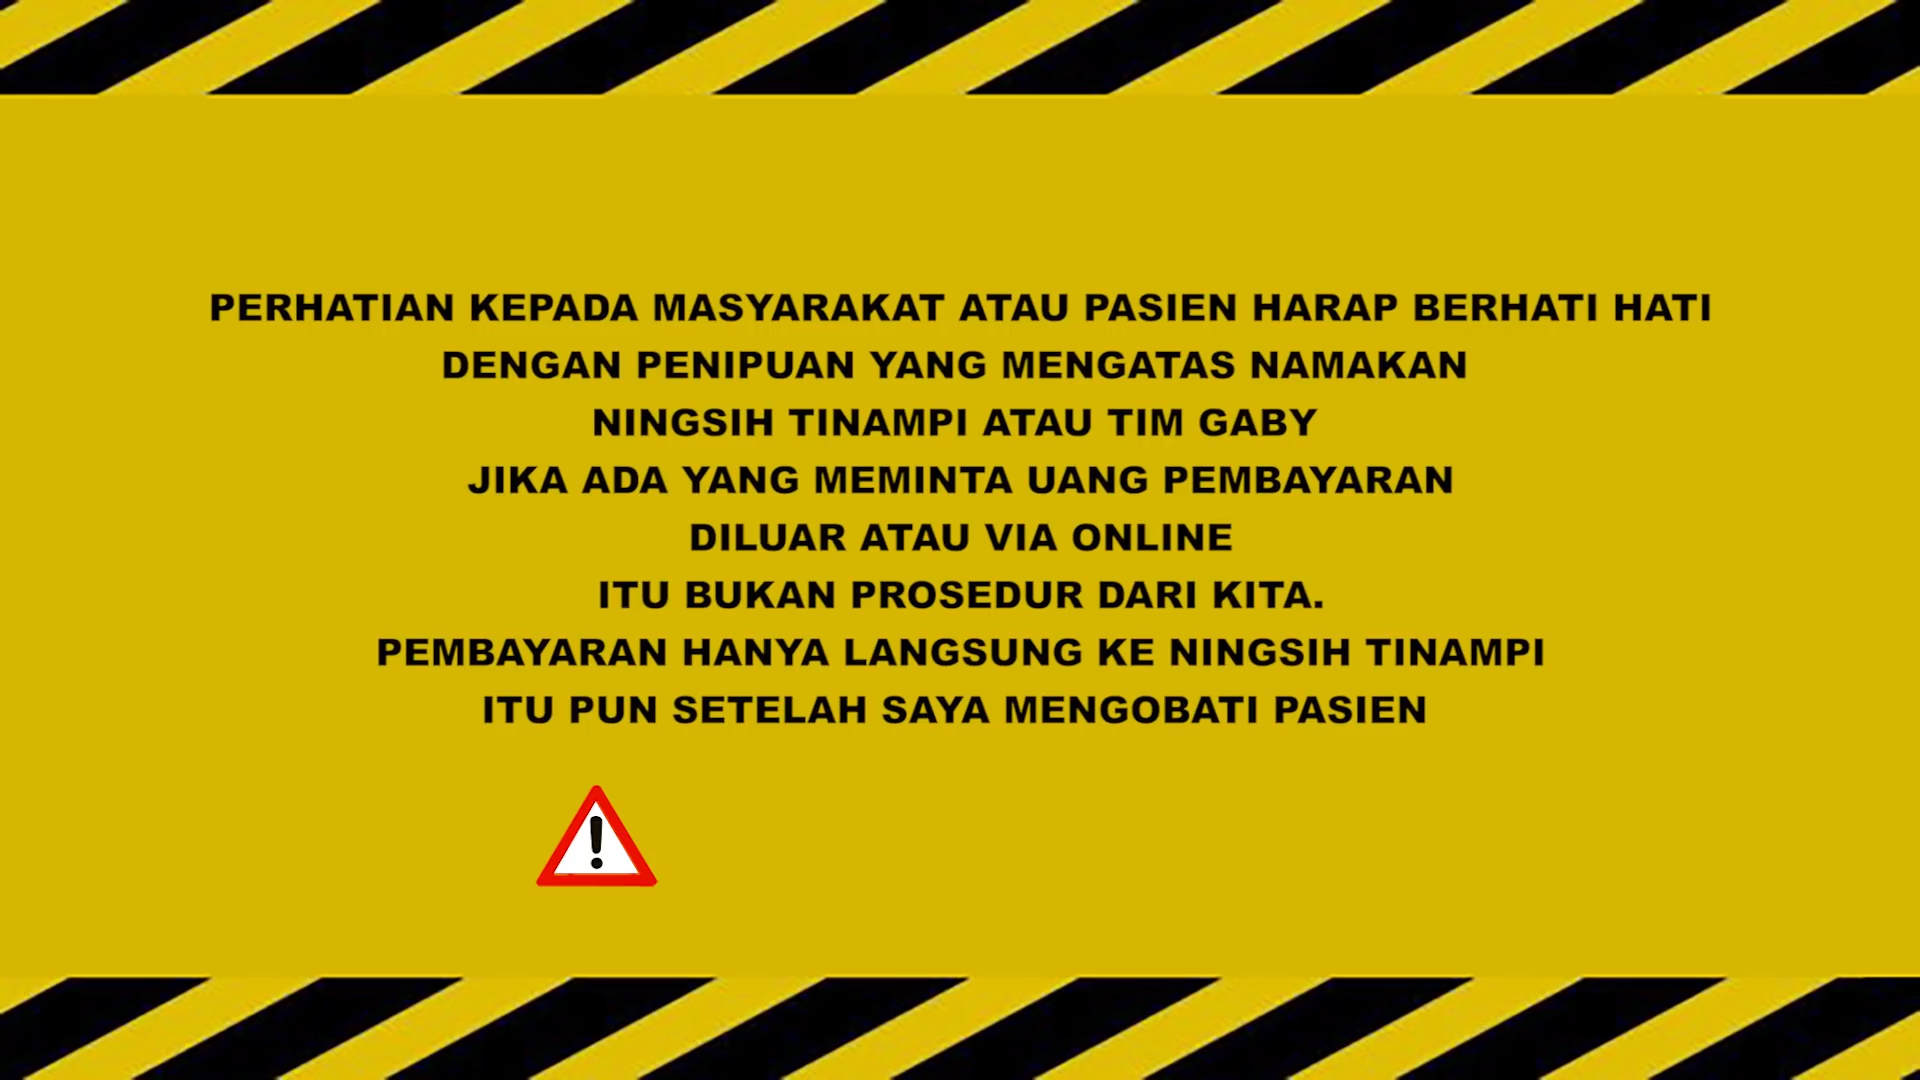 PERHATIAN KEPADA MASYARAKAT ATAU PASIEN HARAP BERHATI HATI
DENGAN PENIPUAN YANG MENGATAS NAMAKAN
NINGSIH TINAMPI ATAU TIM GABY
JIKA ADA YANG MEMINTA UANG PEMBAYARAN
DILUAR ATAU VIA ONLINE
ITU BUKAN PROSEDUR DARI KITA.
PEMBAYARAN HANYA LANGSUNG KE NINGSIH TINAMPI
ITU PUN SETELAH SAYA MENGOBATI PASIEN